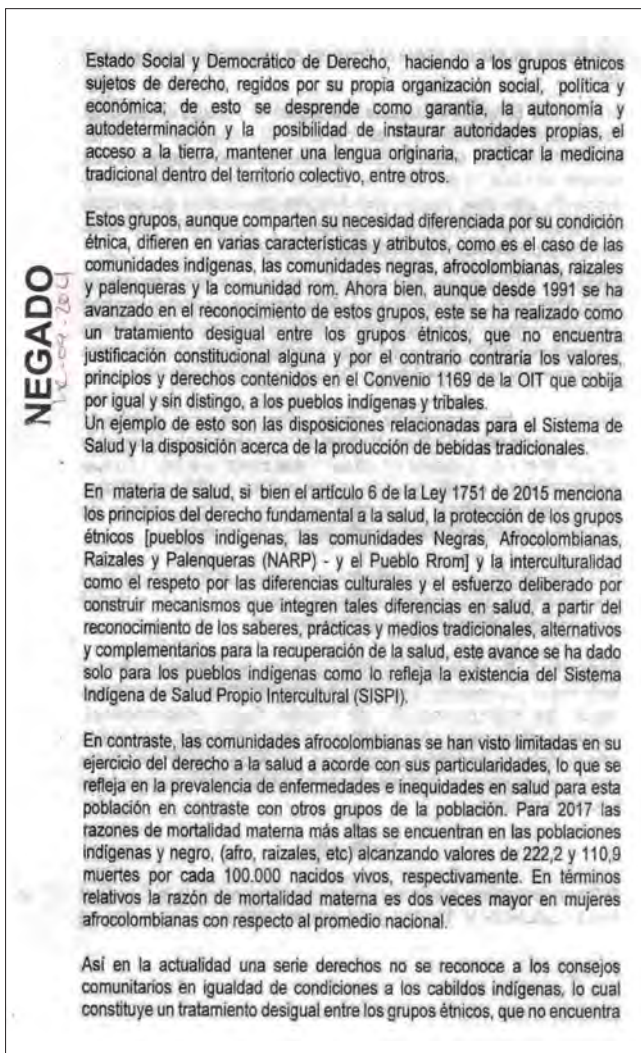 Estado Social y Democrático de Derecho, haciendo a los grupos étnicos
sujetos de derecho, regidos por su propia organización social, política y
económica; de esto se desprende como garantía, la autonomía y
autodeterminación y la posibilidad de instaurar autoridades propias, el
acceso a la tierra, mantener una lengua originaria, practicar la medicina
tradicional dentro del territorio colectivo, entre otros.
Estos grupos, aunque comparten su necesidad diferenciada por su condición
étnica, difieren en varias características y atributos, como es el caso de las
comunidades indígenas, las comunidades negras, afrocolombianas, raizales
y palenqueras y la comunidad rom. Ahora bien, aunque desde 1991 se ha
avanzado en el reconocimiento de estos grupos, este se ha realizado como
un tratamiento desigual entre los grupos étnicos, que no encuentra
justificación constitucional alguna y por el contrario contraría los valores,
principios y derechos contenidos en el Convenio 1169 de la OIT que cobija
por igual y sin distingo, a los pueblos indígenas y tribales.
Un ejemplo de esto son las disposiciones relacionadas para el Sistema de
Salud y la disposición acerca de la producción de bebidas tradicionales.
NEGADO
En materia de salud, si bien el artículo 6 de la Ley 1751 de 2015 menciona
los principios del derecho fundamental a la salud, la protección de los grupos
étnicos [pueblos indígenas, las comunidades Negras, Afrocolombianas,
Raizales y Palenqueras (NARP) - y el Pueblo Rrom] y la interculturalidad
como el respeto por las diferencias culturales y el esfuerzo deliberado por
construir mecanismos que integren tales diferencias en salud, a partir del
reconocimiento de los saberes, prácticas y medios tradicionales, alternativos
y complementarios para la recuperación de la salud, este avance se ha dado
solo para los pueblos indígenas como lo refleja la existencia del Sistema
Indígena de Salud Propio Intercultural (SISPI).
En contraste, las comunidades afrocolombianas se han visto limitadas en su
ejercicio del derecho a la salud a acorde con sus particularidades, lo que se
refleja en la prevalencia de enfermedades e inequidades en salud para esta
población en contraste con otros grupos de la población. Para 2017 las
razones de mortalidad materna más altas se encuentran en las poblaciones
indígenas y negro, (afro, raizales, etc) alcanzando valores de 222,2 y 110,9
muertes por cada 100.000 nacidos vivos, respectivamente. En términos
relativos la razón de mortalidad materna es dos veces mayor en mujeres
afrocolombianas con respecto al promedio nacional.
Así en la actualidad una serie derechos no se reconoce a los consejos
comunitarios en igualdad de condiciones a los cabildos indígenas, lo cual
constituye un tratamiento desigual entre los grupos étnicos, que no encuentra